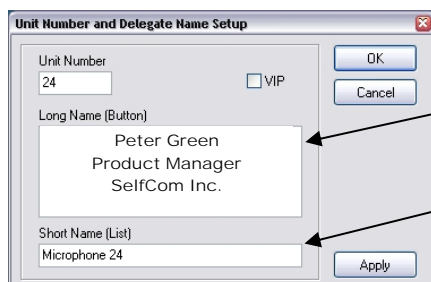 Unit Number and Delegate Name Setup
Unit Number
24
VIP
OK
Cancel
Long Name (Button)
Peter Green
Product Manager
SelfCom Inc.
Short Name (List)
Microphone 24
Apply